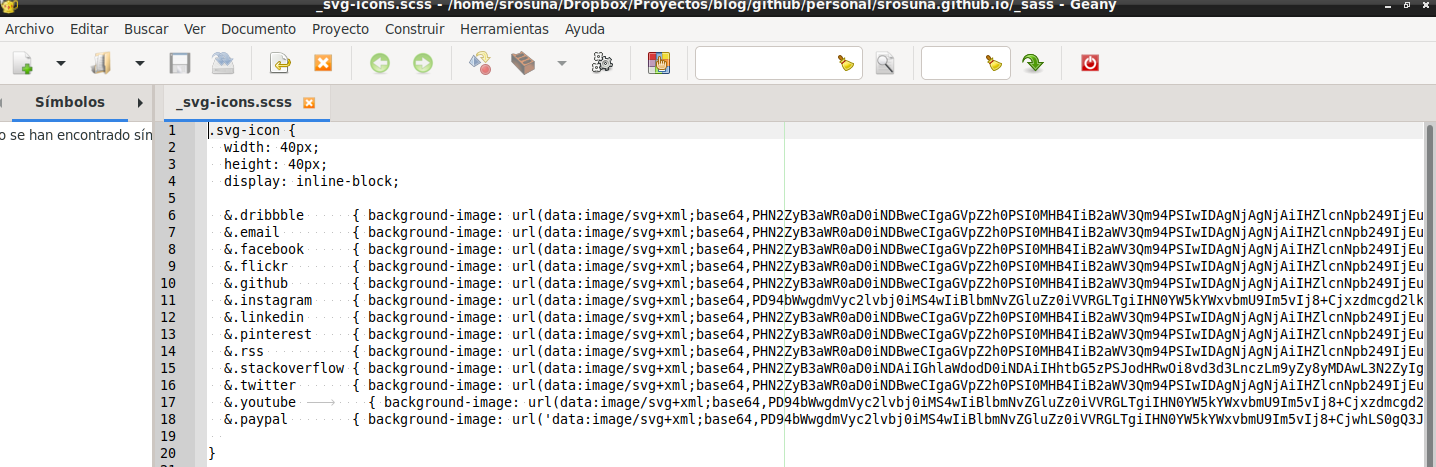 _svg-icons.scss - /home/srosuna/Dropbox/Proyectos/blog/github/personal/srosuna.github.io/_sass - Geany
Archivo Editar Buscar Ver Documento Proyecto Construir Herramientas Ayuda
Símbolos
_svg-icons.scss
o se han encontrado sín
1 .svg-icon {
2 width: 40px;
3 height: 40px;
4 display: inline-block;
5
6 &.dribbble { background-image: url(data:image/svg+xml;base64,PHN2ZyB3aWR0aD0iNDBweCIgaGVpZ2h0PSI0MHB4IiB2aWV3Qm94PSIwIDAgNjAgNjAiIHZlcnNpb249IjEu
7 &.email { background-image: url(data:image/svg+xml;base64,PHN2ZyB3aWR0aD0iNDBweCIgaGVpZ2h0PSI0MHB4IiB2aWV3Qm94PSIwIDAgNjAgNjAiIHZlcnNpb249IjEu
8 &.facebook { background-image: url(data:image/svg+xml;base64,PHN2ZyB3aWR0aD0iNDBweCIgaGVpZ2h0PSI0MHB4IiB2aWV3Qm94PSIwIDAgNjAgNjAiIHZlcnNpb249IjEu
9 &.flickr { background-image: url(data:image/svg+xml;base64,PHN2ZyB3aWR0aD0iNDBweCIgaGVpZ2h0PSI0MHB4IiB2aWV3Qm94PSIwIDAgNjAgNjAiIHZlcnNpb249IjEu
10 &.github { background-image: url(data:image/svg+xml;base64,PHN2ZyB3aWR0aD0iNDBweCIgaGVpZ2h0PSI0MHB4IiB2aWV3Qm94PSIwIDAgNjAgNjAiIHZlcnNpb249IjEu
11 &.instagram { background-image: url(data:image/svg+xml;base64,PD94bWwgdmVyc2lvbj0iMS4wIiBlbmNvZGluZz0iVVRGLTgiIHN0YW5kYWxvbmU9Im5vIj8+Cjxzdmcgd2lk
12 &.linkedin { background-image: url(data:image/svg+xml;base64,PHN2ZyB3aWR0aD0iNDBweCIgaGVpZ2h0PSI0MHB4IiB2aWV3Qm94PSIwIDAgNjAgNjAiIHZlcnNpb249IjEu
13 &.pinterest { background-image: url(data:image/svg+xml;base64,PHN2ZyB3aWR0aD0iNDBweCIgaGVpZ2h0PSI0MHB4IiB2aWV3Qm94PSIwIDAgNjAgNjAiIHZlcnNpb249IjEu
14 &.rss { background-image: url(data:image/svg+xml;base64,PHN2ZyB3aWR0aD0iNDBweCIgaGVpZ2h0PSI0MHB4IiB2aWV3Qm94PSIwIDAgNjAgNjAiIHZlcnNpb249IjEu
15 &.stackoverflow { background-image: url(data:image/svg+xml;base64,PHN2ZyB3aWR0aD0iNDAiIGhlaWdodD0iNDAiIHhtbG5zPSJodHRwOi8vd3d3LnczLm9yZy8yMDAwL3N2ZyIg
16 &.twitter { background-image: url(data:image/svg+xml;base64,PHN2ZyB3aWR0aD0iNDBweCIgaGVpZ2h0PSI0MHB4IiB2aWV3Qm94PSIwIDAgNjAgNjAiIHZlcnNpb249IjEu
17 &.youtube { background-image: url(data:image/svg+xml;base64,PD94bWwgdmVyc2lvbj0iMS4wIiBlbmNvZGluZz0iVVRGLTgiIHN0YW5kYWxvbmU9Im5vIj8+Cjxzdmcgd2
18 &.paypal { background-image: url('data:image/svg+xml;base64,PD94bWwgdmVyc2lvbj0iMS4wIiBlbmNvZGluZz0iVVRGLTgiIHN0YW5kYWxvbmU9Im5vIj8+CjwhLS0gQ3J
19
20 }